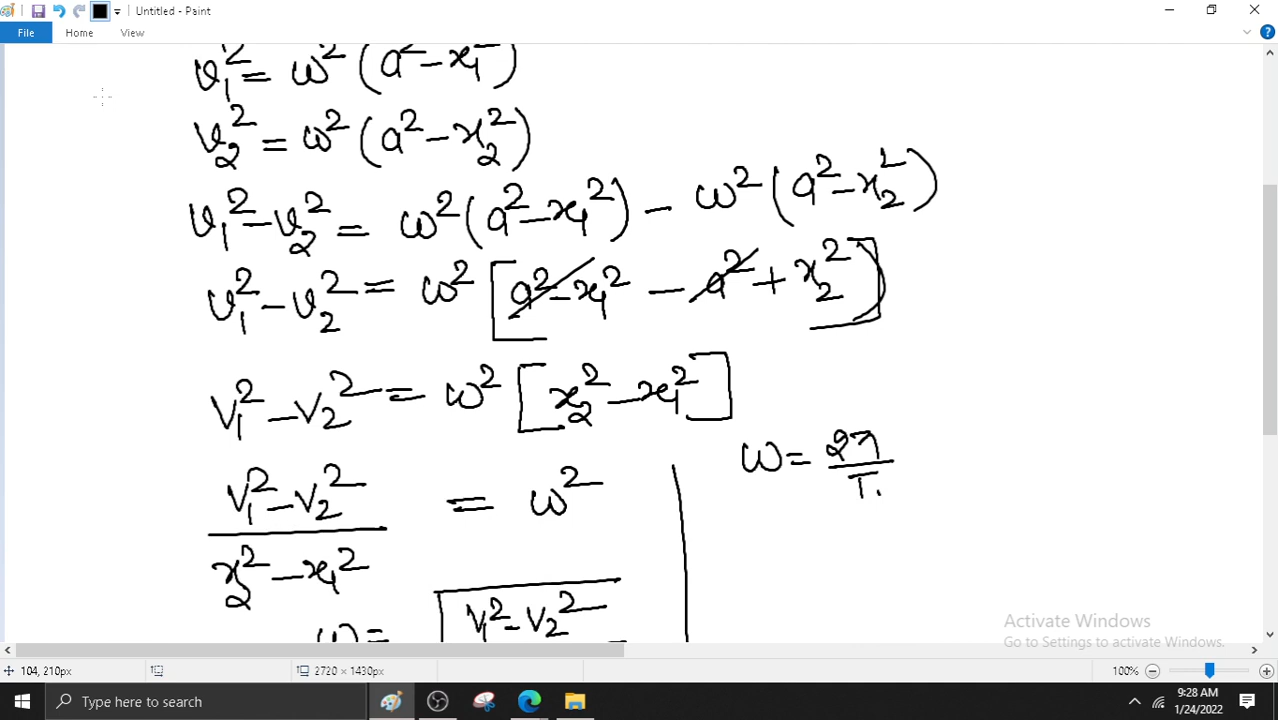 Untitled - Paint
File Home View
v₁² = ω² (a² − x₁²)
v₂² = ω² (a² − x₂²)
v₁² − v₂² = ω² (a² − x₁²) − ω² (a² − x₂²)
v₁² − v₂² = ω² [a² − x₁² − a² + x₂²)]
V₁² − V₂² = ω² [x₂² − x₁²]
ω = 2π / T.
V₁² − V₂² / x₂² − x₁² = ω²
ω = √ V₁² − V₂²
Activate Windows
Go to Settings to activate Windows.
104, 210px
2720 × 1430px
100%
Type here to search
9:28 AM
1/24/2022